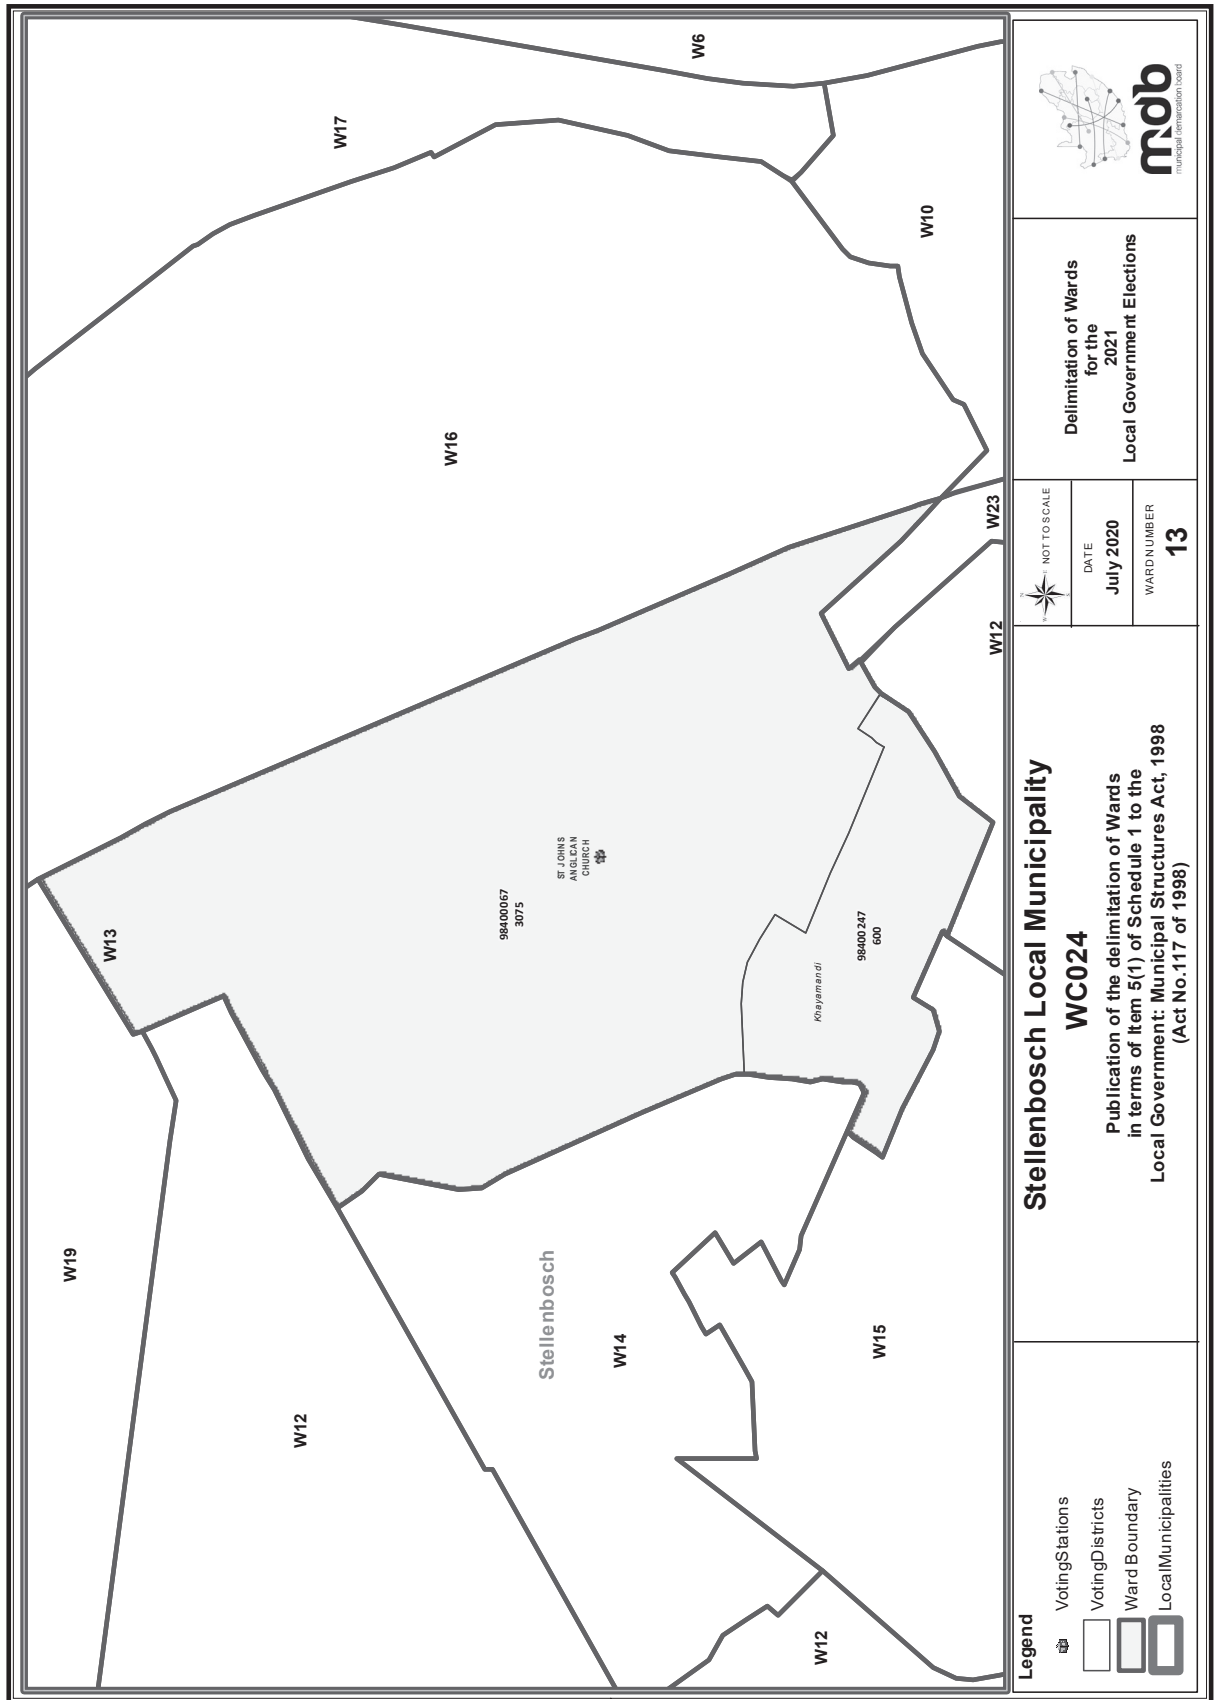 W19
W13
W17
W12
W16
W6
98400067
3075
ST JOHNS
ANGLICAN
CHURCH
Stellenbosch
W14
Khayamandi
98400247
600
W15
W10
W12
W12
W23
Legend
VotingStations
VotingDistricts
Ward Boundary
LocalMunicipalities
Stellenbosch Local Municipality
WC024
Publication of the delimitation of Wards
in terms of Item 5(1) of Schedule 1 to the
Local Government: Municipal Structures Act, 1998
(Act No.117 of 1998)
N
W E
S
NOT TO SCALE
DATE
July 2020
WARDNUMBER
13
Delimitation of Wards
for the
2021
Local Government Elections
mdb
municipal demarcation board